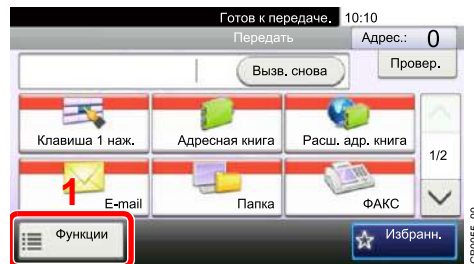 Готов к передаче. 10:10
Передать
Адрес.: 0
Вызв. снова
Провер.
Клавиша 1 наж.
Адресная книга
Расш. адр. книга
1/2
1
E-mail
Папка
ФАКС
Функции
Избранн.